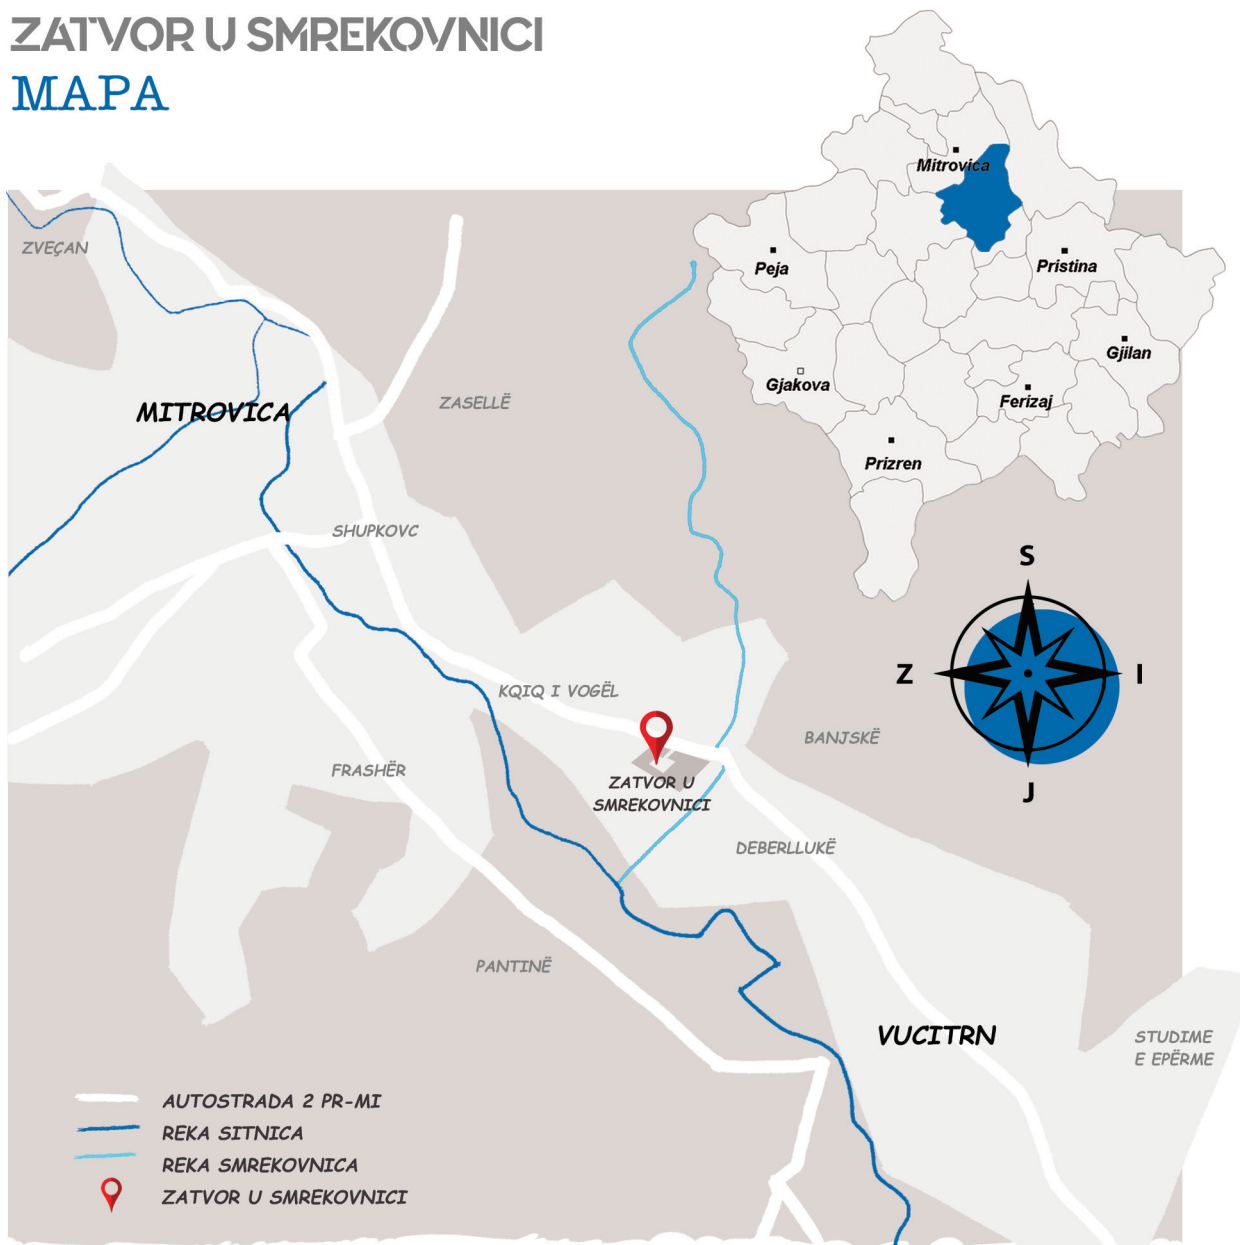 ZATVOR U SMREKOVNICI
MAPA
Mitrovica
Peja
Pristina
Gjilan
Gjakova
Ferizaj
Prizren
ZVEÇAN
MITROVICA
ZASELLË
SHUPKOVC
KQIQ I VOGËL
FRASHËR
ZATVOR U
SMREKOVNICI
BANJSKË
DEBERLLUKË
PANTINË
VUCITRN
STUDIME
E EPËRME
S
Z
I
J
AUTOSTRADA 2 PR-MI
REKA SITNICA
REKA SMREKOVNICA
ZATVOR U SMREKOVNICI